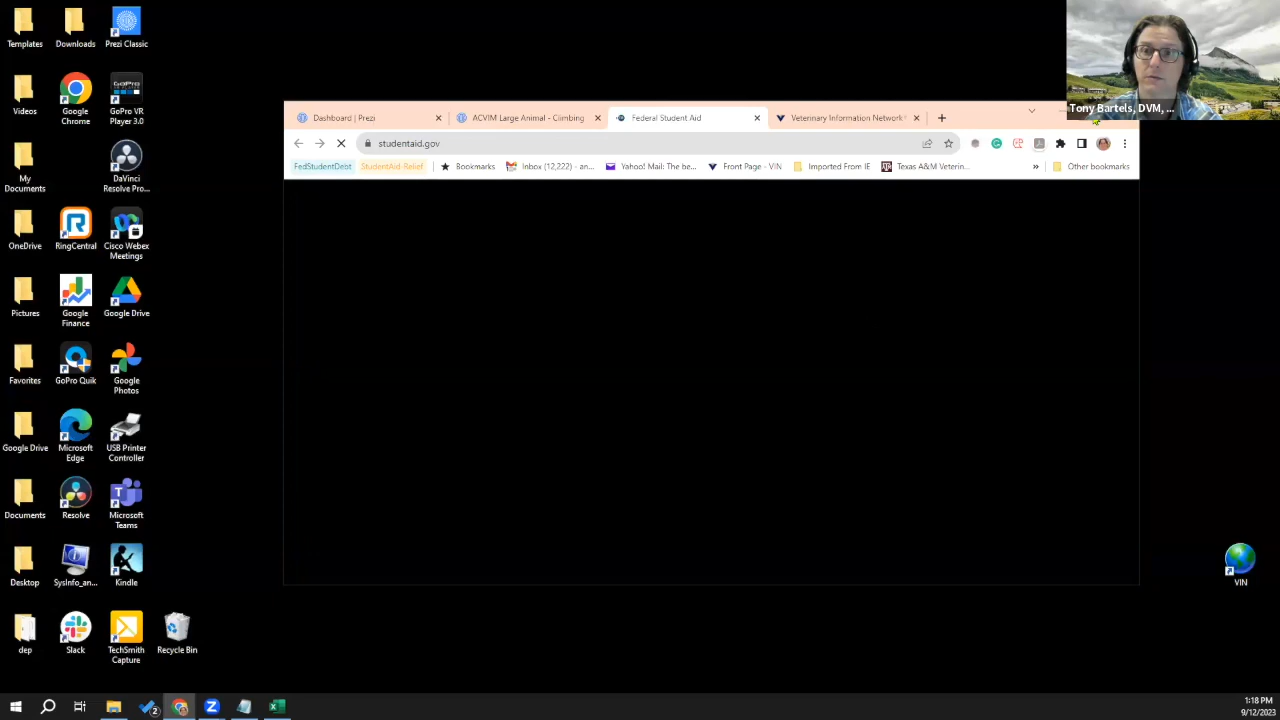 Templates
Downloads
Prezi Classic
Videos
Google
Chrome
GoPro VR
Player 3.0
My
Documents
DaVinci
Resolve Pro...
OneDrive
RingCentral
Cisco Webex
Meetings
Pictures
Google
Finance
Google Drive
Favorites
GoPro Quik
Google
Photos
Google Drive
Microsoft
Edge
USB Printer
Controller
Documents
Resolve
Microsoft
Teams
Desktop
SysInfo_an...
Kindle
dep
Slack
TechSmith
Capture
Recycle Bin
Dashboard | Prezi
ACVIM Large Animal - Climbing
Federal Student Aid
Veterinary Information Network
studentaid.gov
FedStudentDebt
StudentAid-Relief
Bookmarks
Inbox (12,222) – an...
Yahoo! Mail: The be...
Front Page - VIN
Imported From IE
Texas A&M Veterin...
»
Other bookmarks
Tony Bartels, DVM, ...
VIN
2
1:18 PM
9/12/2023